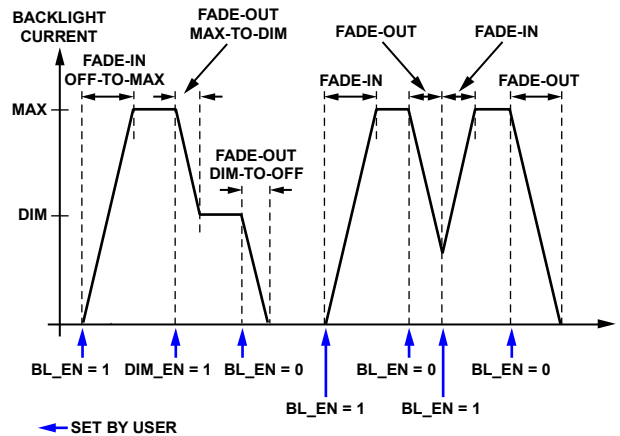 BACKLIGHT
CURRENT
FADE-OUT
MAX-TO-DIM
FADE-IN
OFF-TO-MAX
FADE-OUT
DIM-TO-OFF
FADE-IN
FADE-OUT
FADE-IN
FADE-OUT
MAX
DIM
BL_EN = 1
DIM_EN = 1
BL_EN = 0
BL_EN = 1
BL_EN = 0
BL_EN = 1
BL_EN = 0
SET BY USER